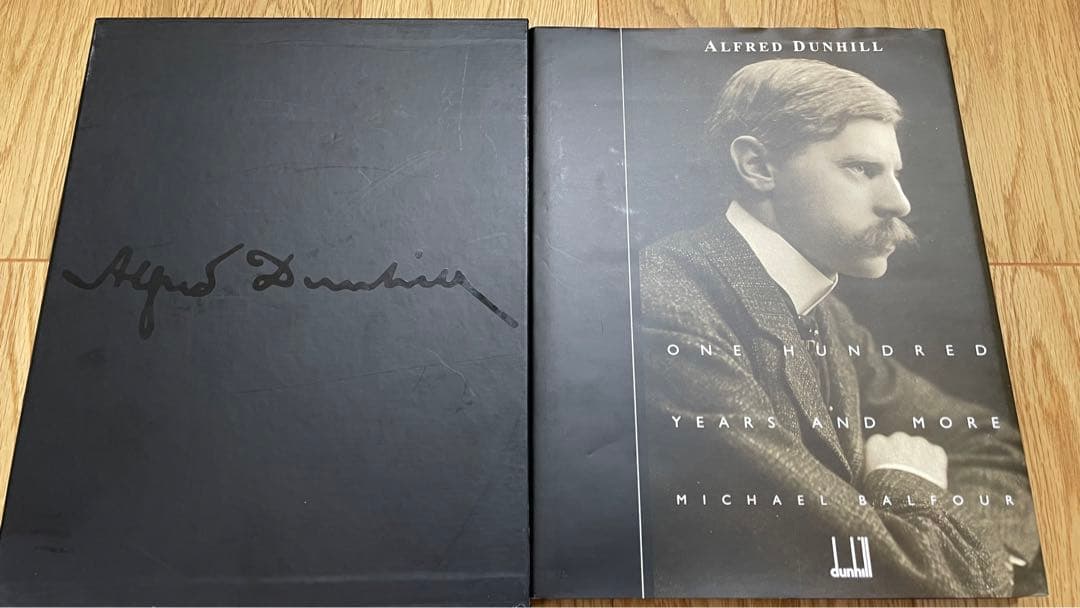 Alfred Dunhill
ALFRED DUNHILL
ONE HUNDRED
YEARS AND MORE
MICHAEL BALFOUR
dunhill